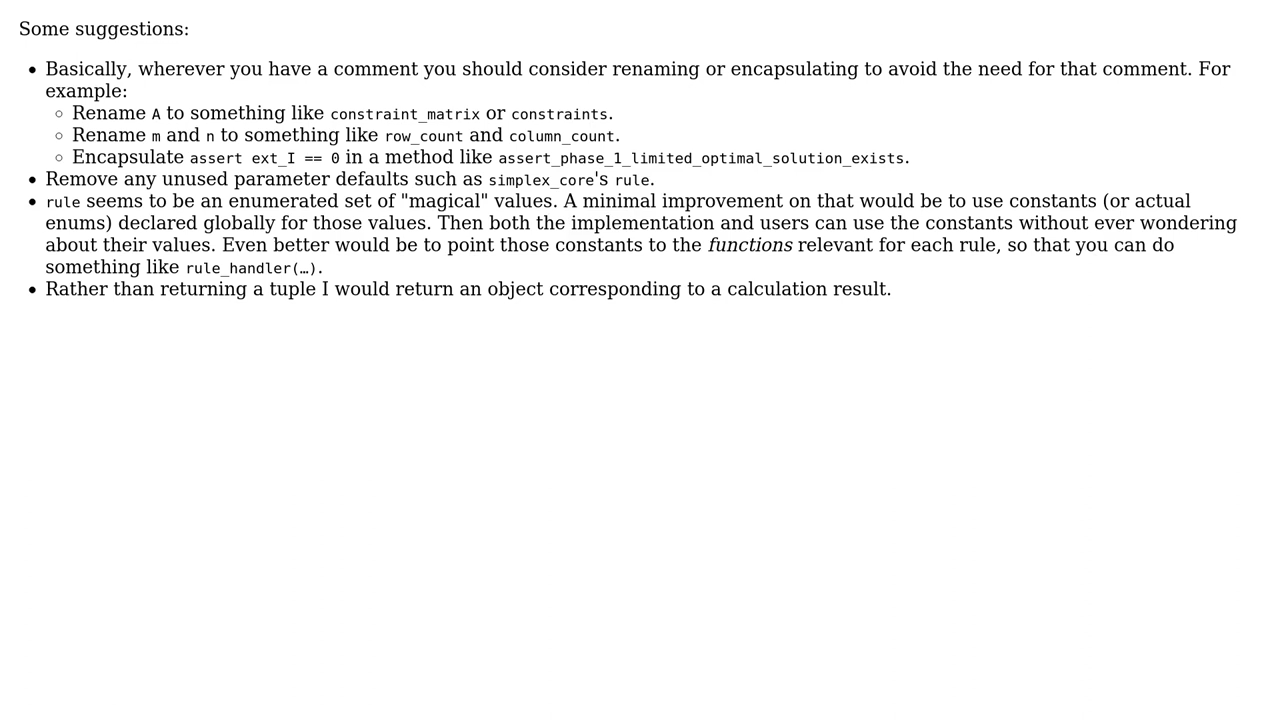 Some suggestions:
Basically, wherever you have a comment you should consider renaming or encapsulating to avoid the need for that comment. For
example:
Rename A to something like constraint_matrix or constraints.
Rename m and n to something like row_count and column_count.
Encapsulate assert ext_I == 0 in a method like assert_phase_1_limited_optimal_solution_exists.
Remove any unused parameter defaults such as simplex_core's rule.
rule seems to be an enumerated set of "magical" values. A minimal improvement on that would be to use constants (or actual
enums) declared globally for those values. Then both the implementation and users can use the constants without ever wondering
about their values. Even better would be to point those constants to the functions relevant for each rule, so that you can do
something like rule_handler(…).
Rather than returning a tuple I would return an object corresponding to a calculation result.